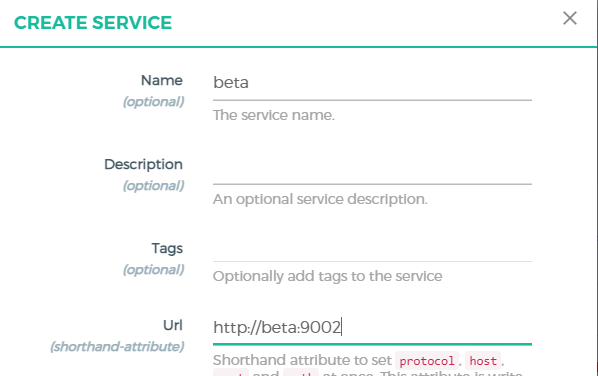 CREATE SERVICE
Name
(optional)
beta
The service name.
Description
(optional)
An optional service description.
Tags
(optional)
Optionally add tags to the service
Url
(shorthand-attribute)
http://beta:9002
Shorthand attribute to set protocol, host,
and at once. This attribute is write